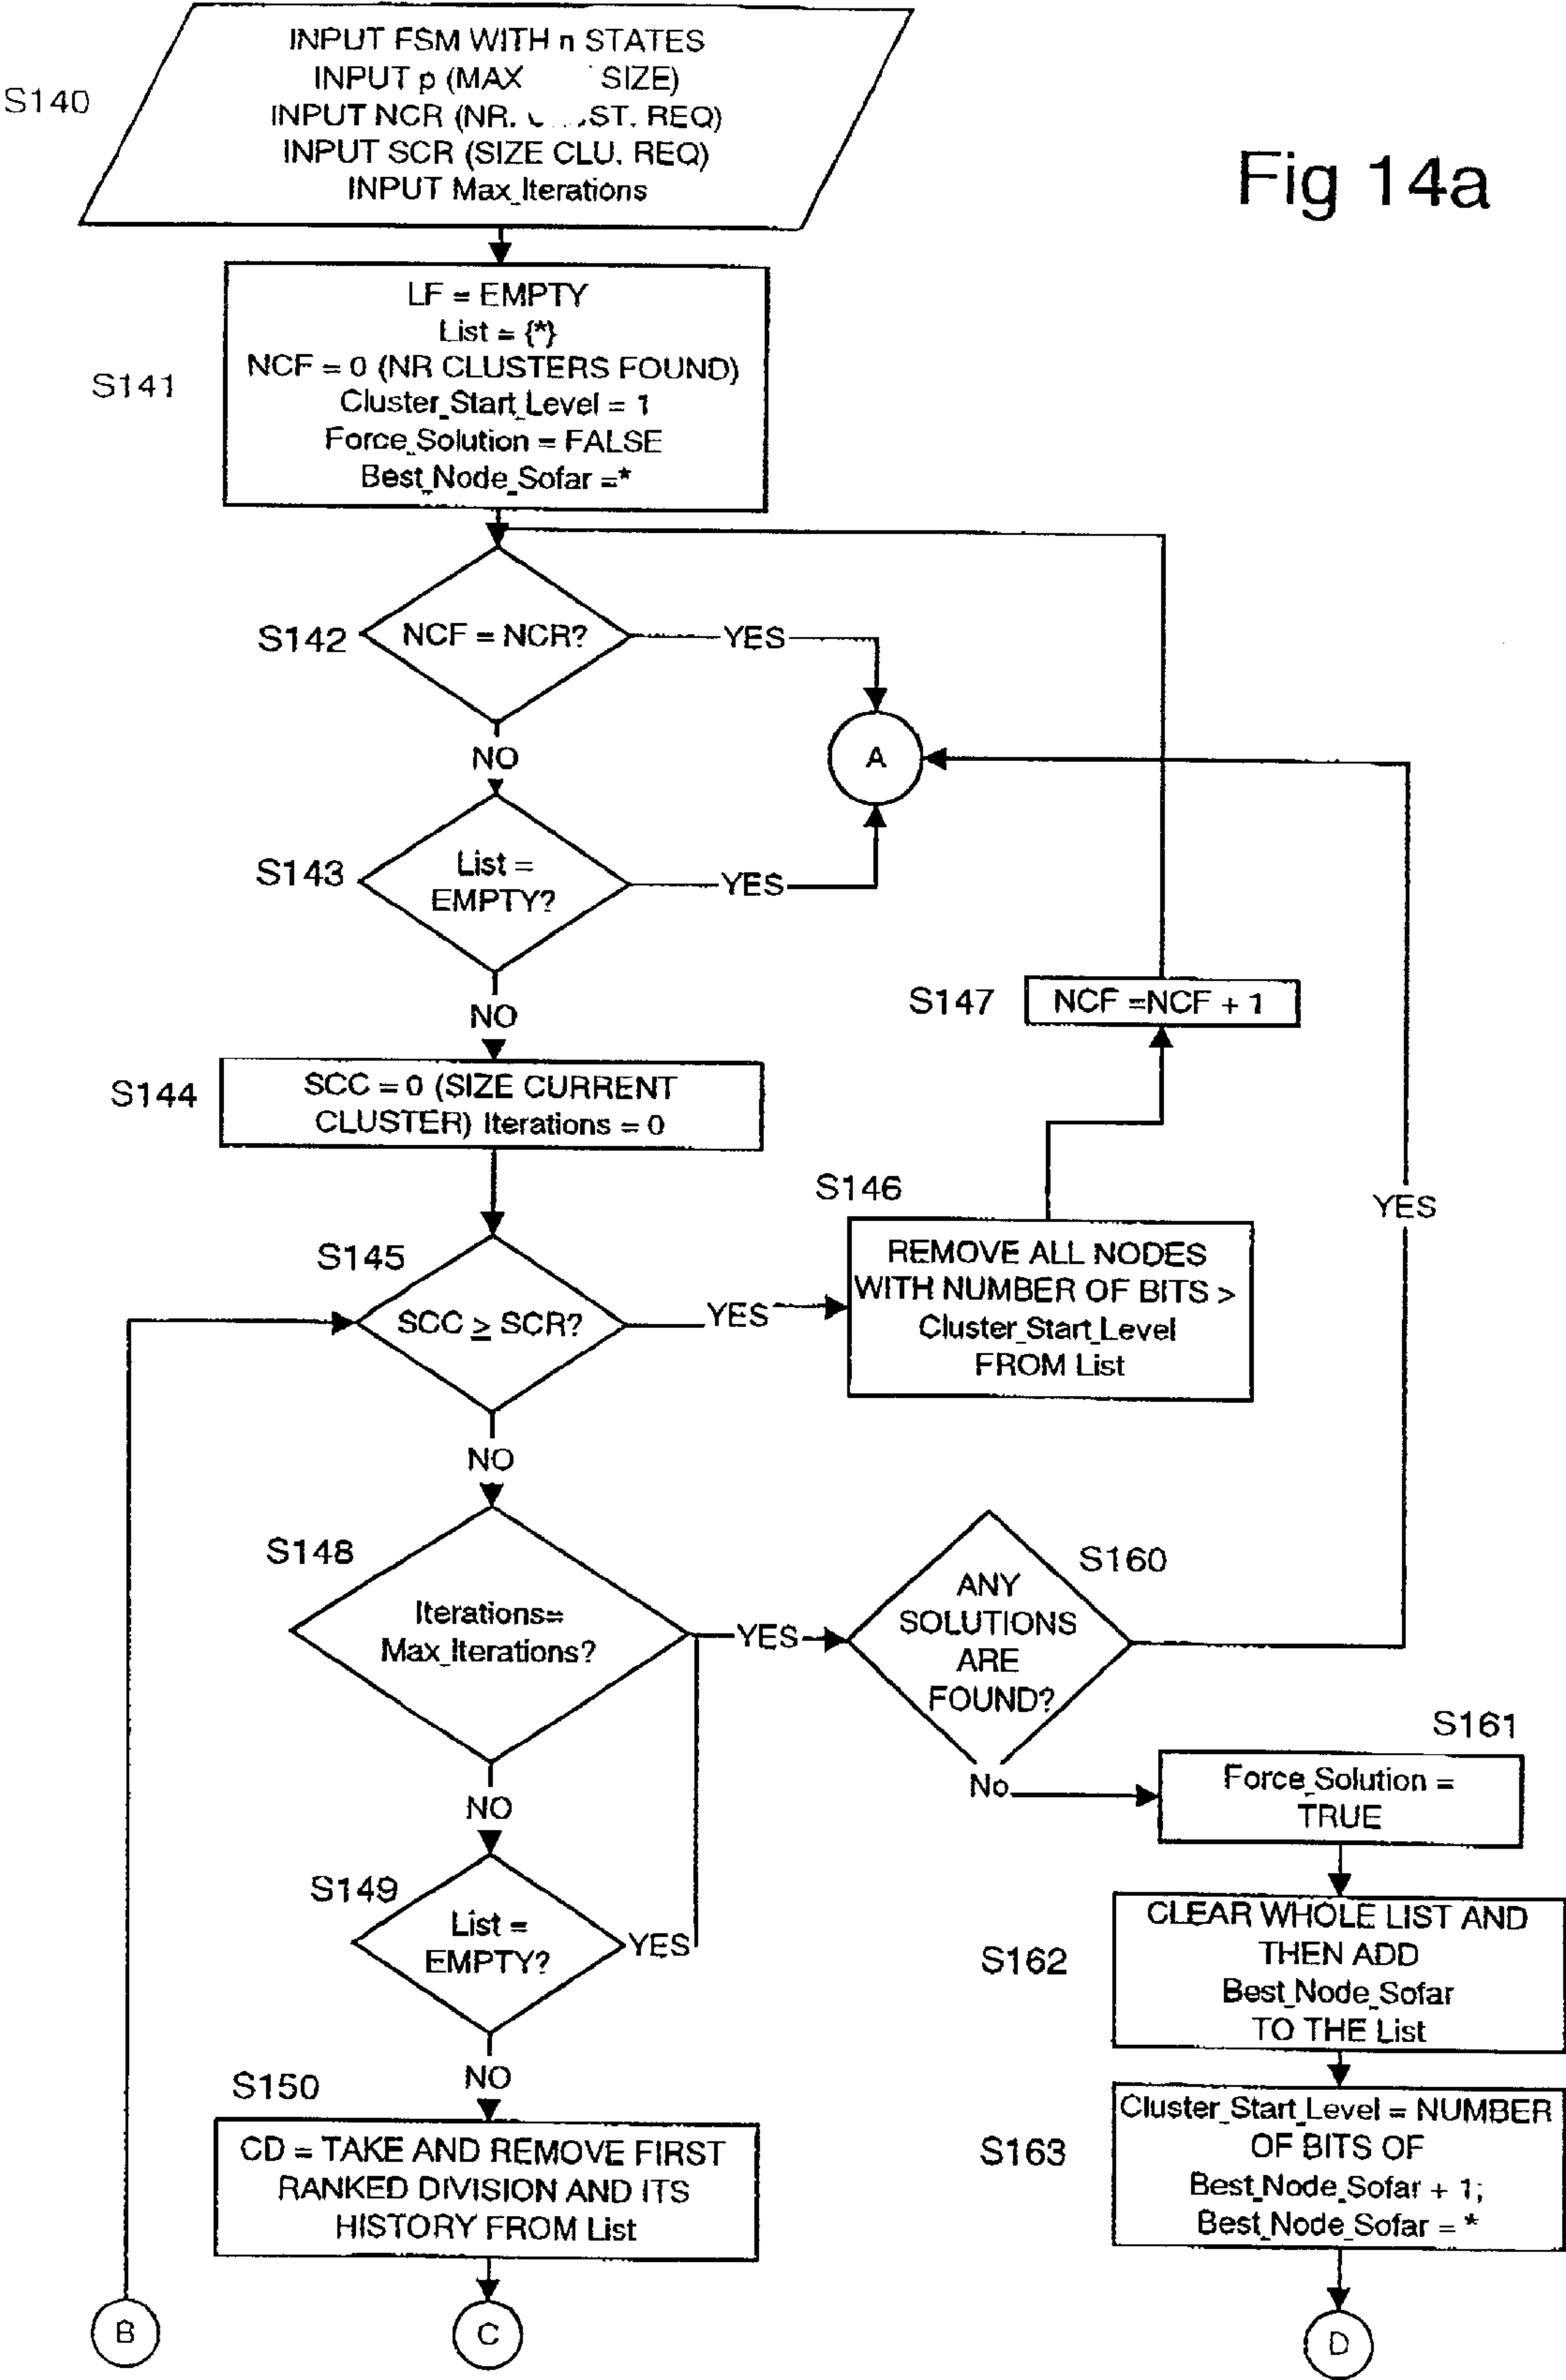 INPUT FSM WITH n STATES
INPUT p (MAX SIZE)
INPUT NCR (NR. ST. REQ)
INPUT SCR (SIZE CLU. REQ)
INPUT Max_Iterations
S140
Fig 14a
LF = EMPTY
List = {*}
NCF = 0 (NR CLUSTERS FOUND)
Cluster_Start_Level = 1
Force_Solution = FALSE
Best_Node_Sofar =*
S141
S142
NCF = NCR?
YES
NO
A
S143
List =
EMPTY?
YES
NO
S147
NCF =NCF + 1
S144
SCC = 0 (SIZE CURRENT
CLUSTER) Iterations = 0
S146
REMOVE ALL NODES
WITH NUMBER OF BITS >
Cluster_Start_Level
FROM List
YES
S145
SCC ≥ SCR?
YES
NO
S148
Iterations=
Max_Iterations?
YES
NO
S160
ANY
SOLUTIONS
ARE
FOUND?
No
S161
Force_Solution =
TRUE
S149
List =
EMPTY?
YES
NO
S162
CLEAR WHOLE LIST AND
THEN ADD
Best_Node_Sofar
TO THE List
S150
CD = TAKE AND REMOVE FIRST
RANKED DIVISION AND ITS
HISTORY FROM List
S163
Cluster_Start_Level = NUMBER
OF BITS OF
Best_Node_Sofar + 1;
Best_Node_Sofar = *
B
C
D